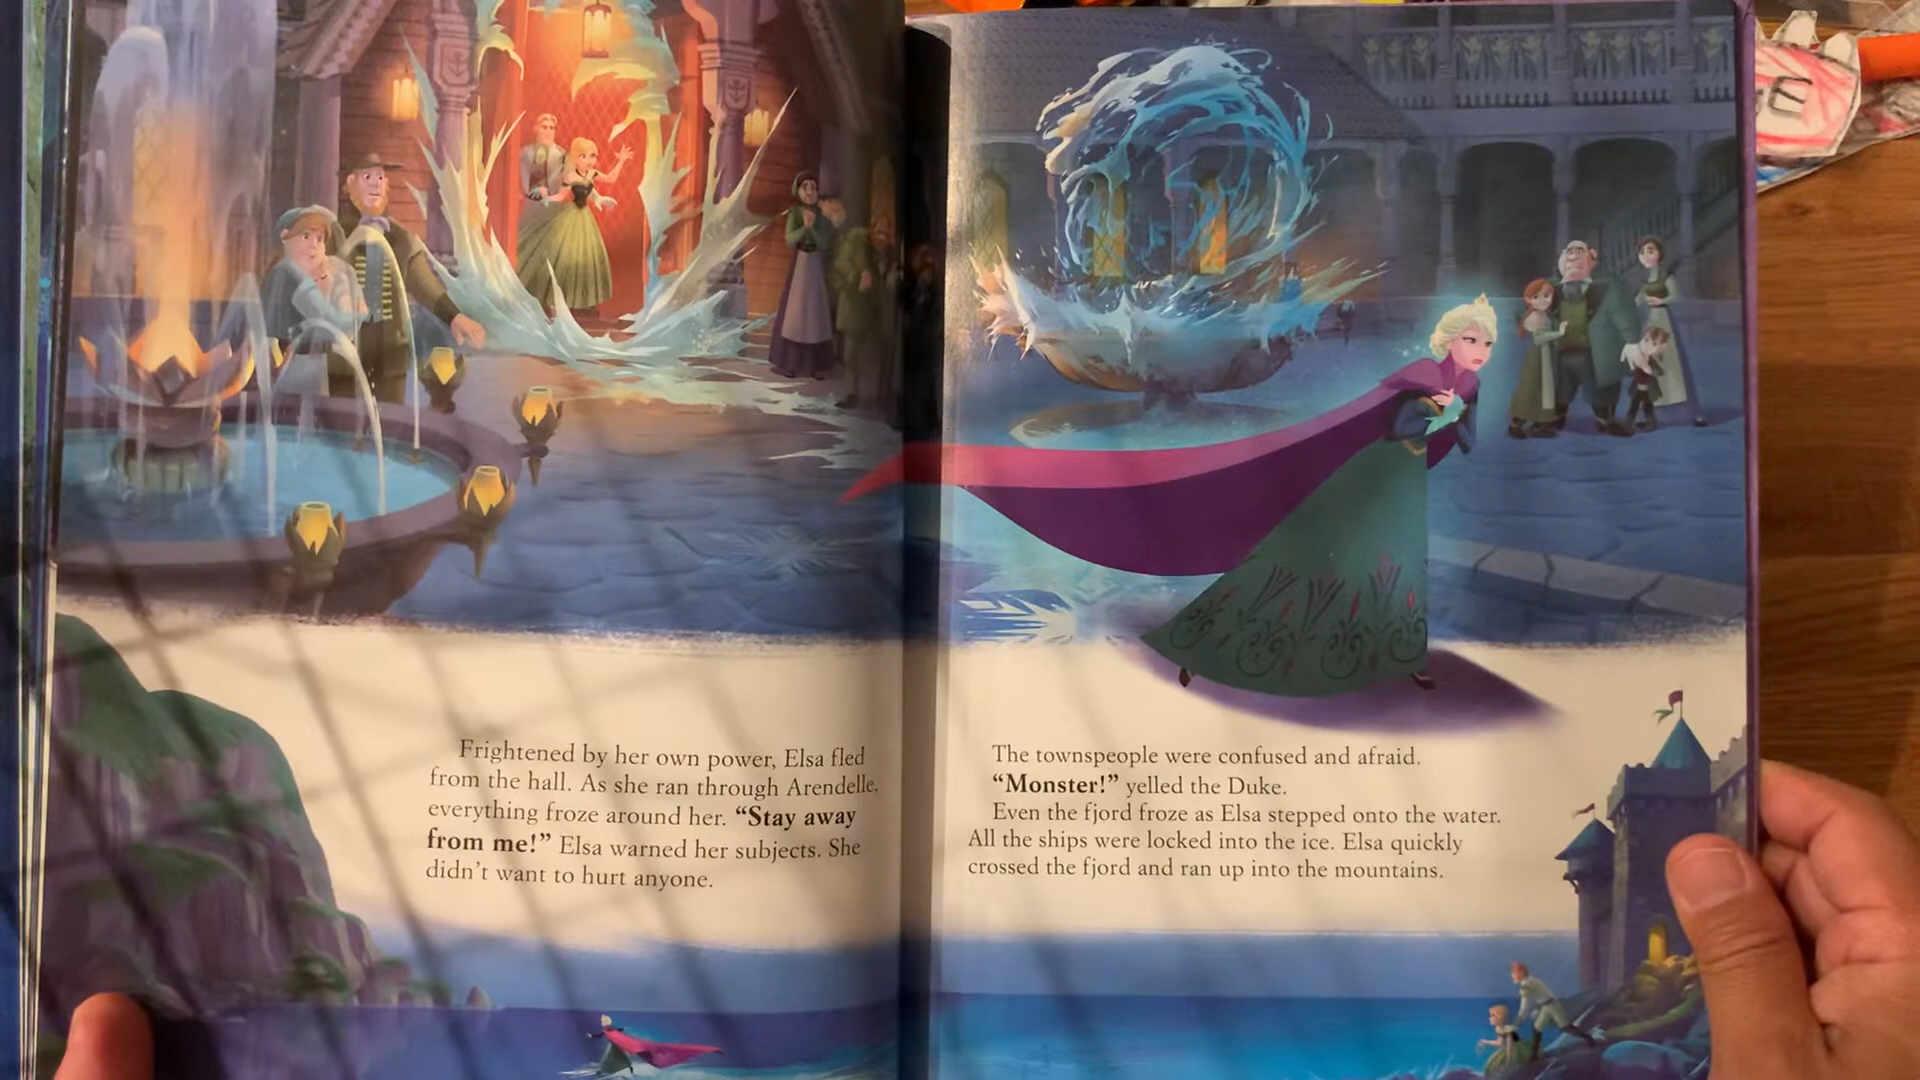 Frightened by her own power, Elsa fled
from the hall. As she ran through Arendelle,
everything froze around her. “Stay away
from me!” Elsa warned her subjects. She
didn’t want to hurt anyone.
The townspeople were confused and afraid.
“Monster!” yelled the Duke.
Even the fjord froze as Elsa stepped onto the water.
All the ships were locked into the ice. Elsa quickly
crossed the fjord and ran up into the mountains.